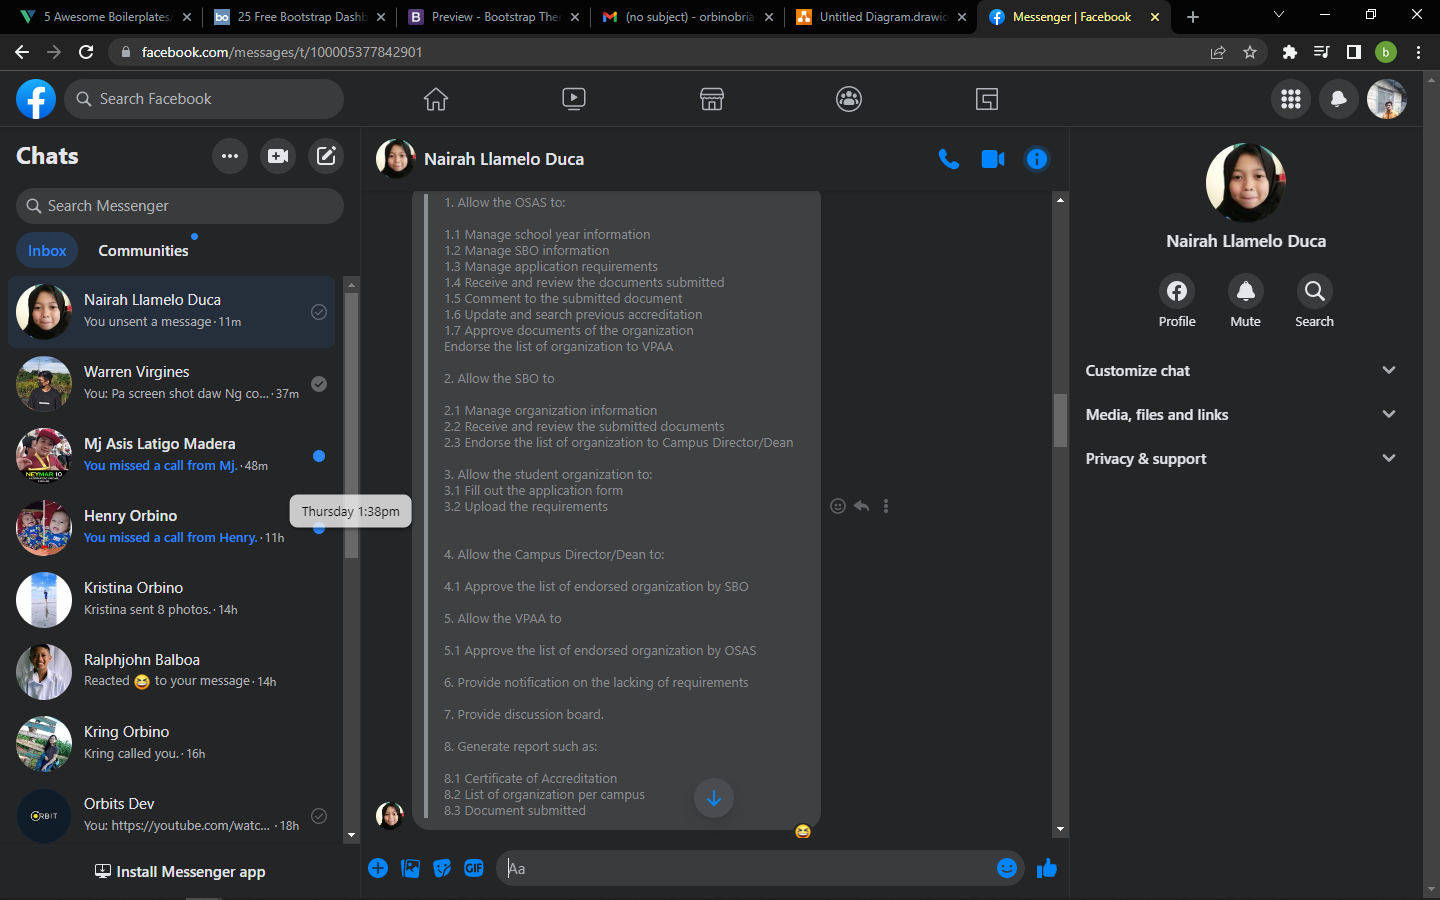 5 Awesome Boilerplates/
25 Free Bootstrap Dashb
Preview - Bootstrap The
(no subject) - orbinobria
Untitled Diagram.drawio
Messenger | Facebook
facebook.com/messages/t/100005377842901
b
Search Facebook
Chats
Search Messenger
Inbox
Communities
Nairah Llamelo Duca
You unsent a message · 11m
Warren Virgines
You: Pa screen shot daw Ng co... · 37m
Mj Asis Latigo Madera
You missed a call from Mj. · 48m
Henry Orbino
You missed a call from Henry. · 11h
Thursday 1:38pm
Kristina Orbino
Kristina sent 8 photos. · 14h
Ralphjohn Balboa
Reacted 😆 to your message · 14h
Kring Orbino
Kring called you. · 16h
Orbits Dev
You: https://youtube.com/watc... · 18h
Install Messenger app
Nairah Llamelo Duca
1. Allow the OSAS to:
1.1 Manage school year information
1.2 Manage SBO information
1.3 Manage application requirements
1.4 Receive and review the documents submitted
1.5 Comment to the submitted document
1.6 Update and search previous accreditation
1.7 Approve documents of the organization
Endorse the list of organization to VPAA
2. Allow the SBO to
2.1 Manage organization information
2.2 Receive and review the submitted documents
2.3 Endorse the list of organization to Campus Director/Dean
3. Allow the student organization to:
3.1 Fill out the application form
3.2 Upload the requirements
4. Allow the Campus Director/Dean to:
4.1 Approve the list of endorsed organization by SBO
5. Allow the VPAA to
5.1 Approve the list of endorsed organization by OSAS
6. Provide notification on the lacking of requirements
7. Provide discussion board.
8. Generate report such as:
8.1 Certificate of Accreditation
8.2 List of organization per campus
8.3 Document submitted
GIF
Aa
Nairah Llamelo Duca
Profile
Mute
Search
Customize chat
Media, files and links
Privacy & support